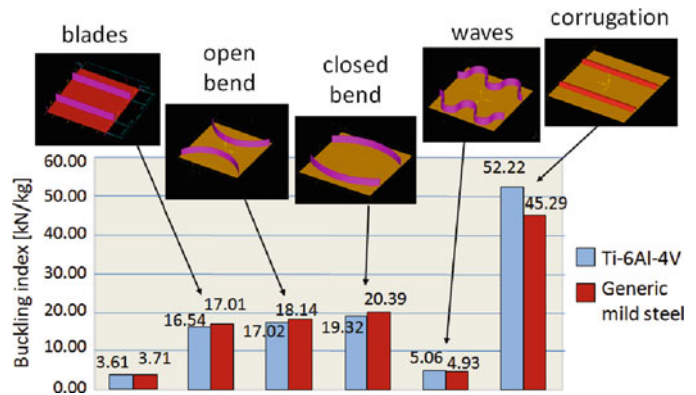 blades
open
bend
closed
bend
waves
corrugation
Buckling index [kN/kg]
60.00
50.00
40.00
30.00
20.00
10.00
0.00
3.61
3.71
16.54
17.01
17.02
18.14
19.32
20.39
5.06
4.93
52.22
45.29
Ti-6Al-4V
Generic
mild steel